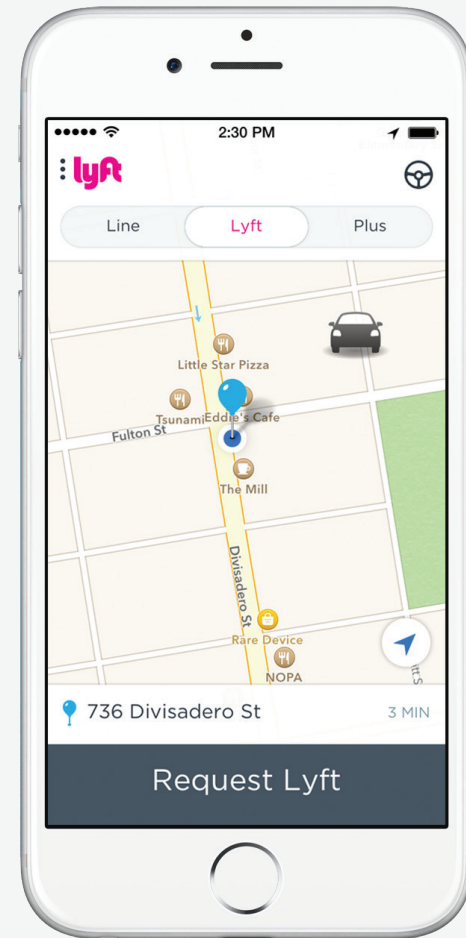 2:30 PM
lyft
Line Lyft Plus
Little Star Pizza
Tsunami Eddie's Cafe
Fulton St
The Mill
Divisadero St
Rare Device
NOPA
736 Divisadero St 3 MIN
Request Lyft